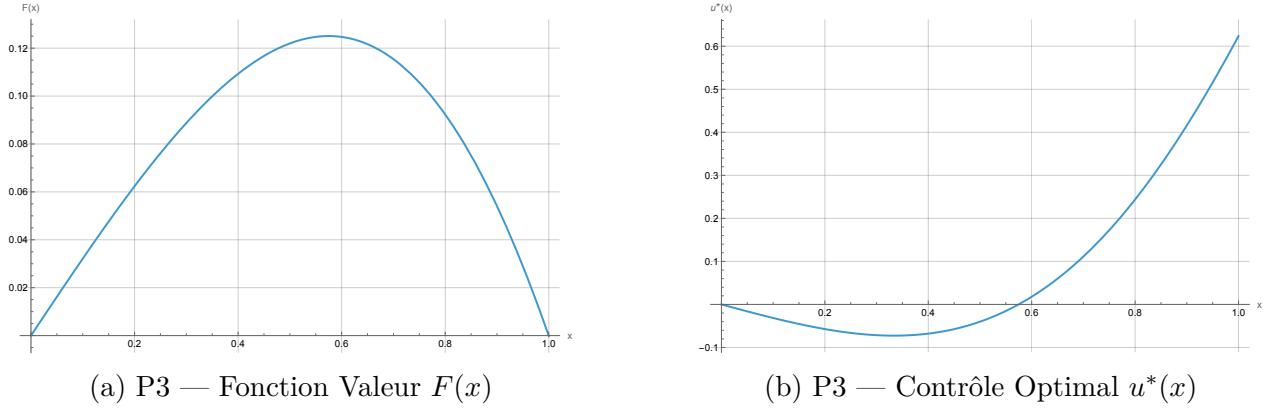 F(x)
0.12
0.10
0.08
0.06
0.04
0.02
0.2 0.4 0.6 0.8 1.0 x
(a) P3 — Fonction Valeur F(x)
u*(x)
0.6
0.5
0.4
0.3
0.2
0.1
0.2 0.4 0.6 0.8 1.0 x
-0.1
(b) P3 — Contrôle Optimal u*(x)